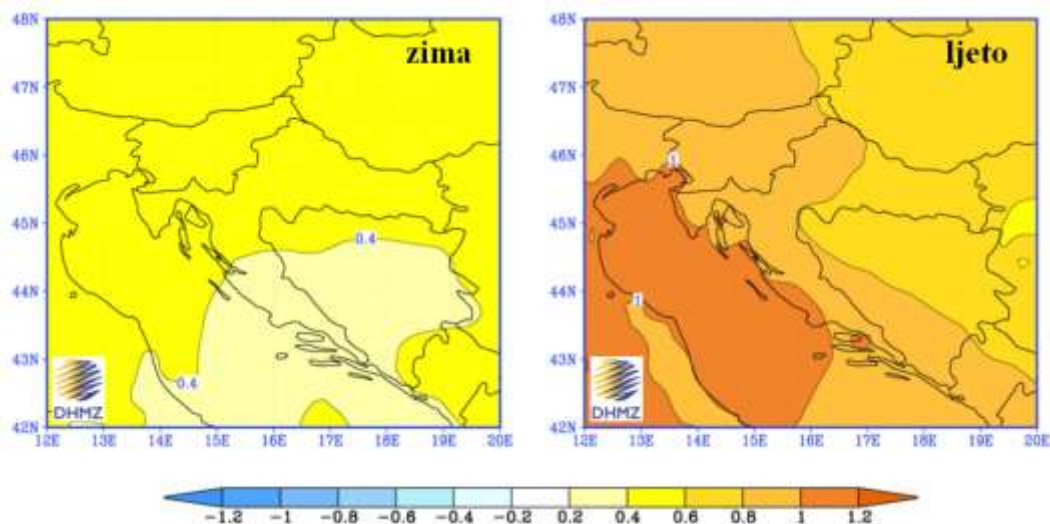 48N
47N
46N
45N
44N
43N
42N
12E 13E 14E 15E 16E 17E 18E 19E 20E
zima
0.4
0.4
DHMZ
48N
47N
46N
45N
44N
43N
42N
12E 13E 14E 15E 16E 17E 18E 19E 20E
ljeto
1
1
DHMZ
-1.2 -1 -0.8 -0.6 -0.4 -0.2 0.2 0.4 0.6 0.8 1 1.2